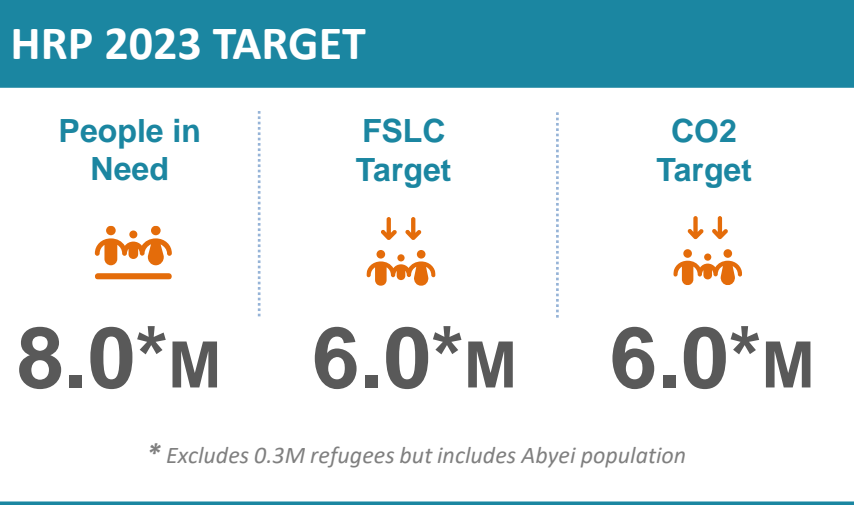 HRP 2023 TARGET
People in
Need
FSLC
Target
CO2
Target
8.0*M
6.0*M
6.0*M
* Excludes 0.3M refugees but includes Abyei population